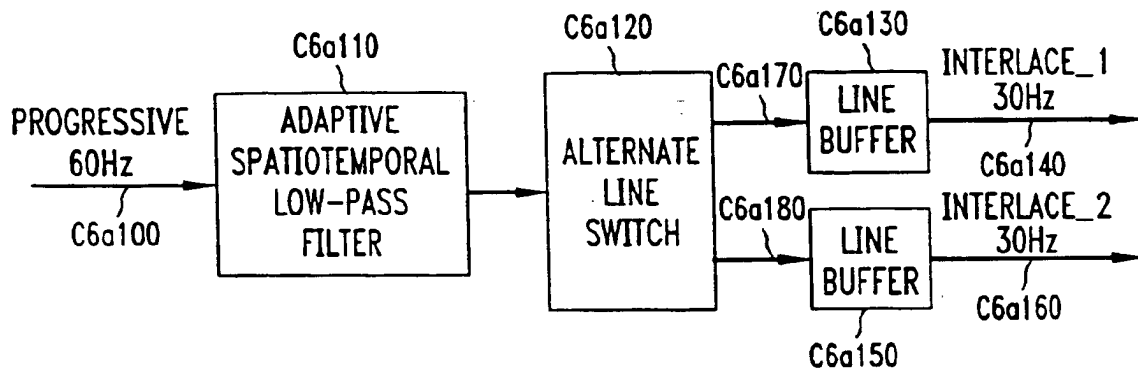 C6a110
C6a120
C6a130
C6a170
INTERLACE_1
30Hz
PROGRESSIVE
60Hz
ADAPTIVE
SPATIOTEMPORAL
LOW-PASS
FILTER
ALTERNATE
LINE
SWITCH
LINE
BUFFER
C6a140
C6a100
C6a180
INTERLACE_2
30Hz
LINE
BUFFER
C6a160
C6a150